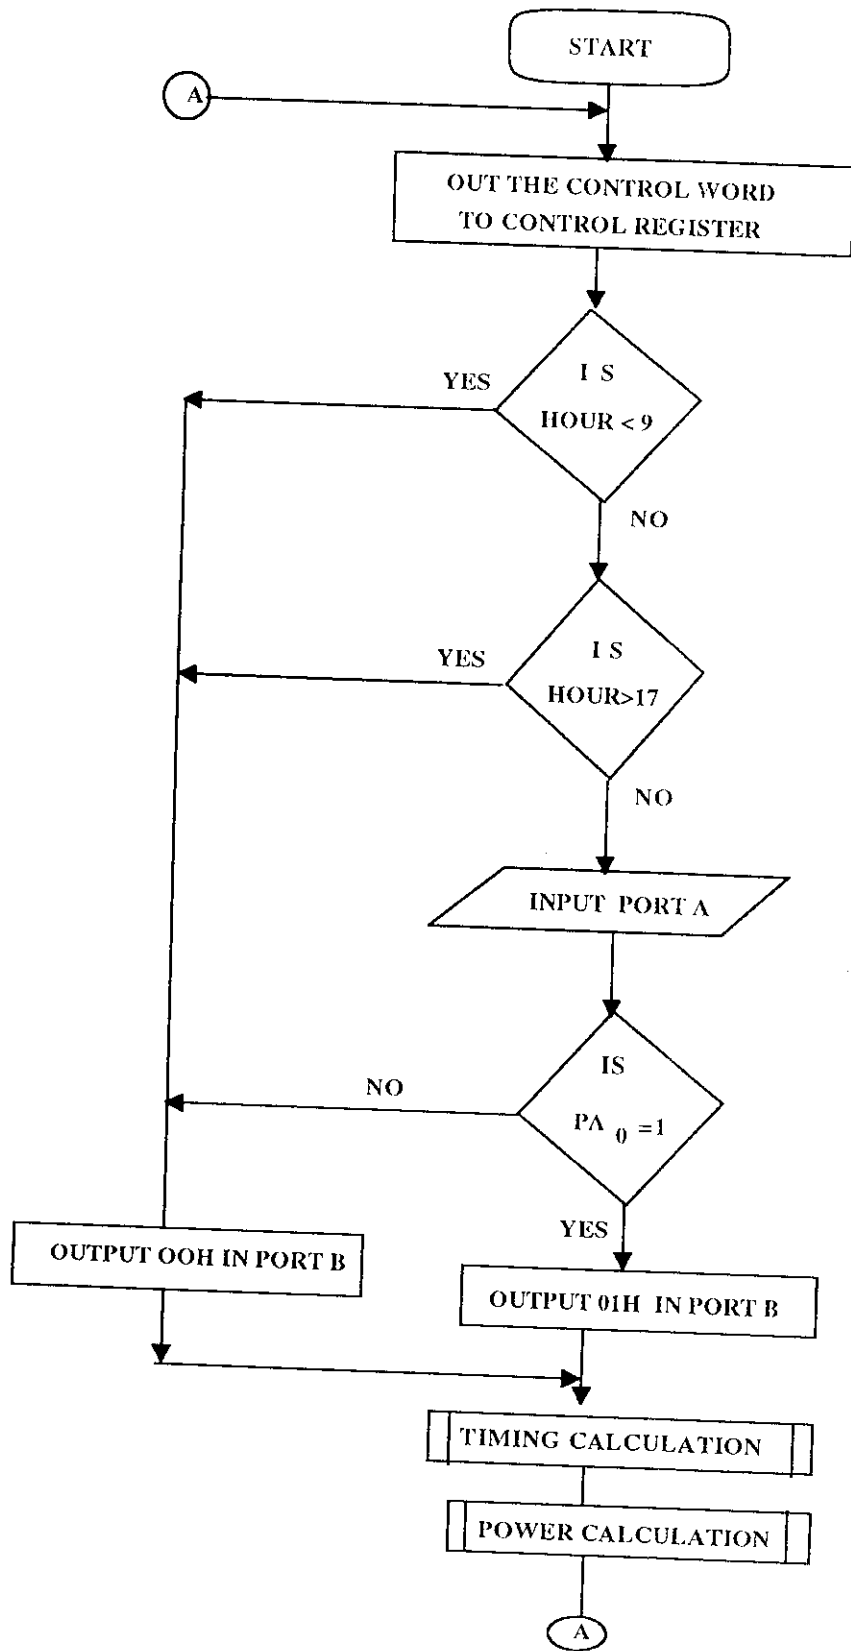 START
A
OUT THE CONTROL WORD
TO CONTROL REGISTER
I S
YES
HOUR < 9
NO
I S
YES
HOUR>17
NO
INPUT PORT A
IS
NO
PA 0 =1
YES
OUTPUT OOH IN PORT B
OUTPUT 01H IN PORT B
TIMING CALCULATION
POWER CALCULATION
A